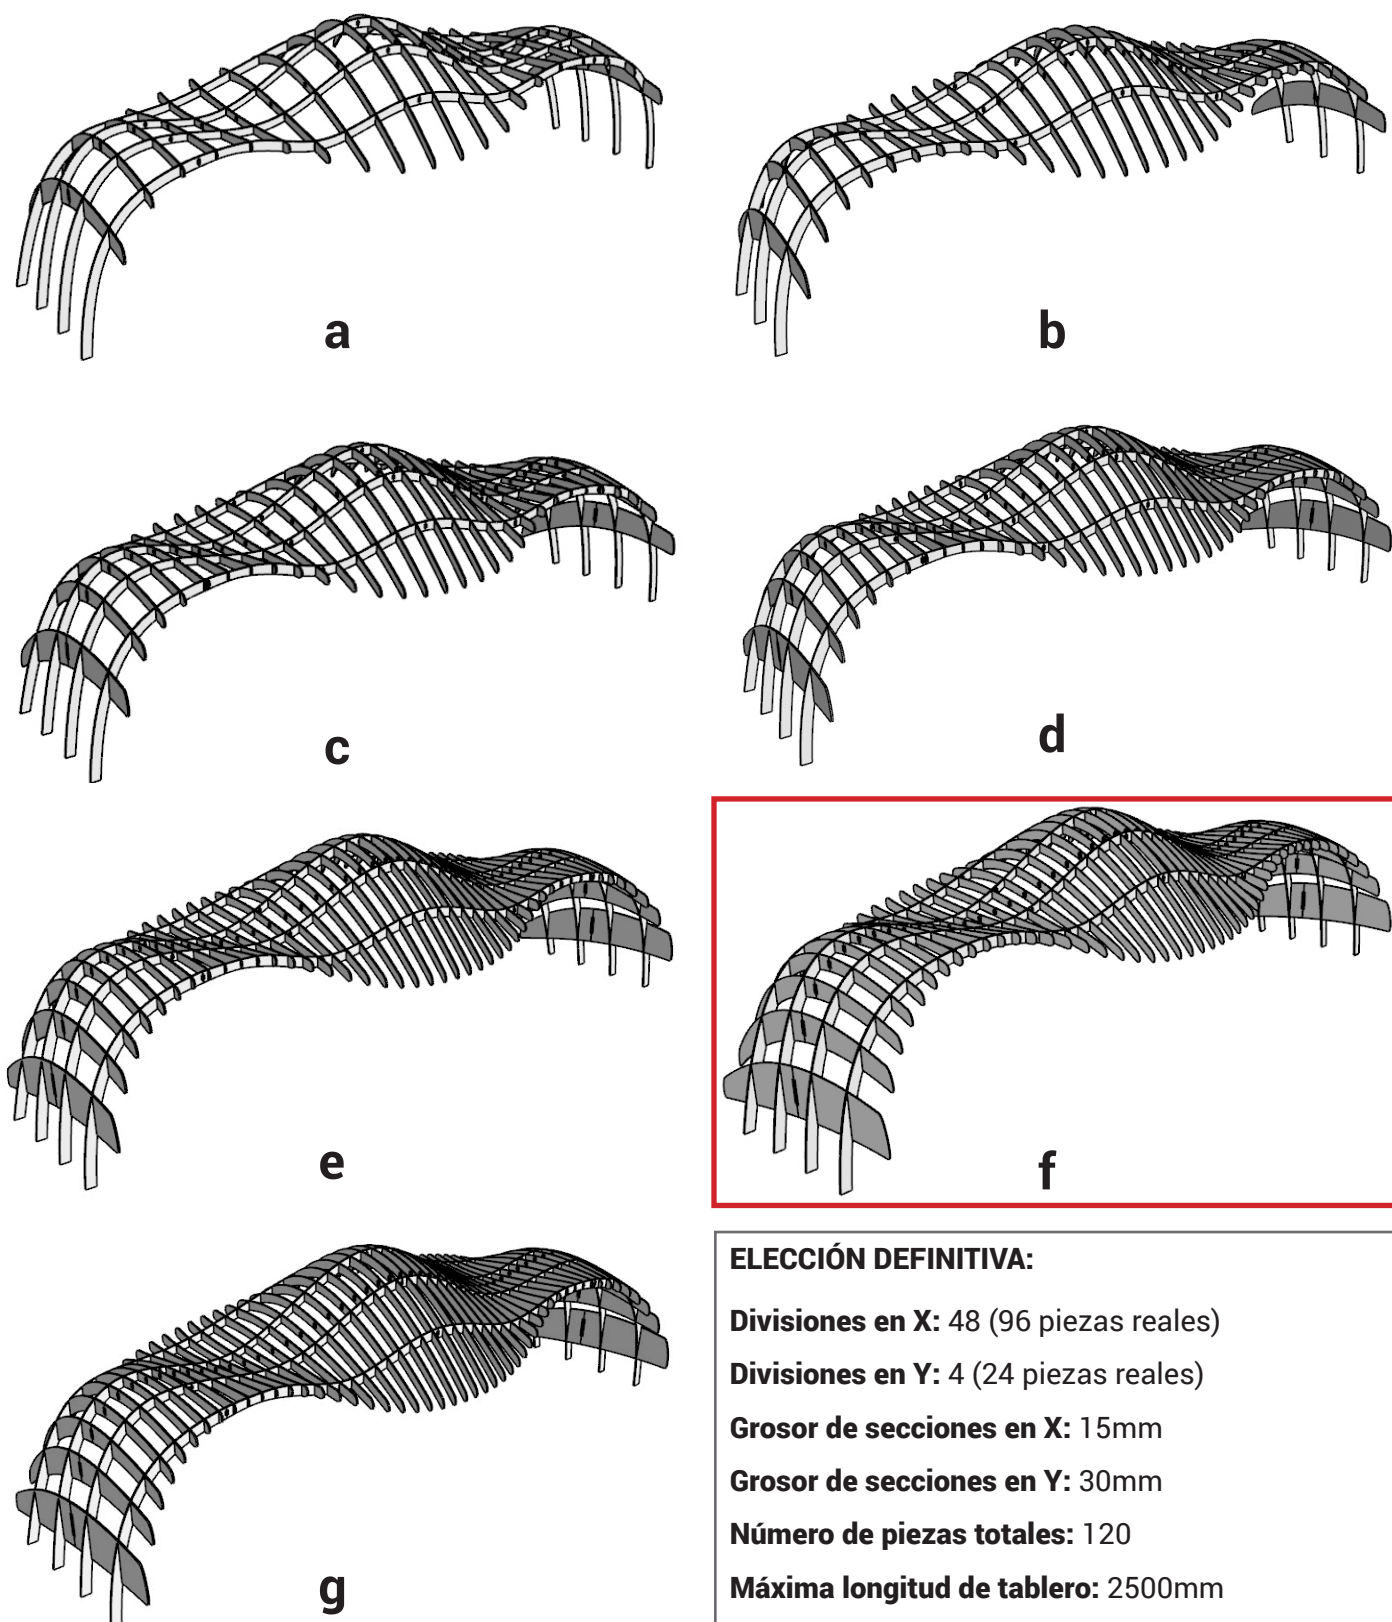 a
b
c
d
e
f
g
ELECCIÓN DEFINITIVA:
Divisiones en X: 48 (96 piezas reales)
Divisiones en Y: 4 (24 piezas reales)
Grosor de secciones en X: 15mm
Grosor de secciones en Y: 30mm
Número de piezas totales: 120
Máxima longitud de tablero: 2500mm